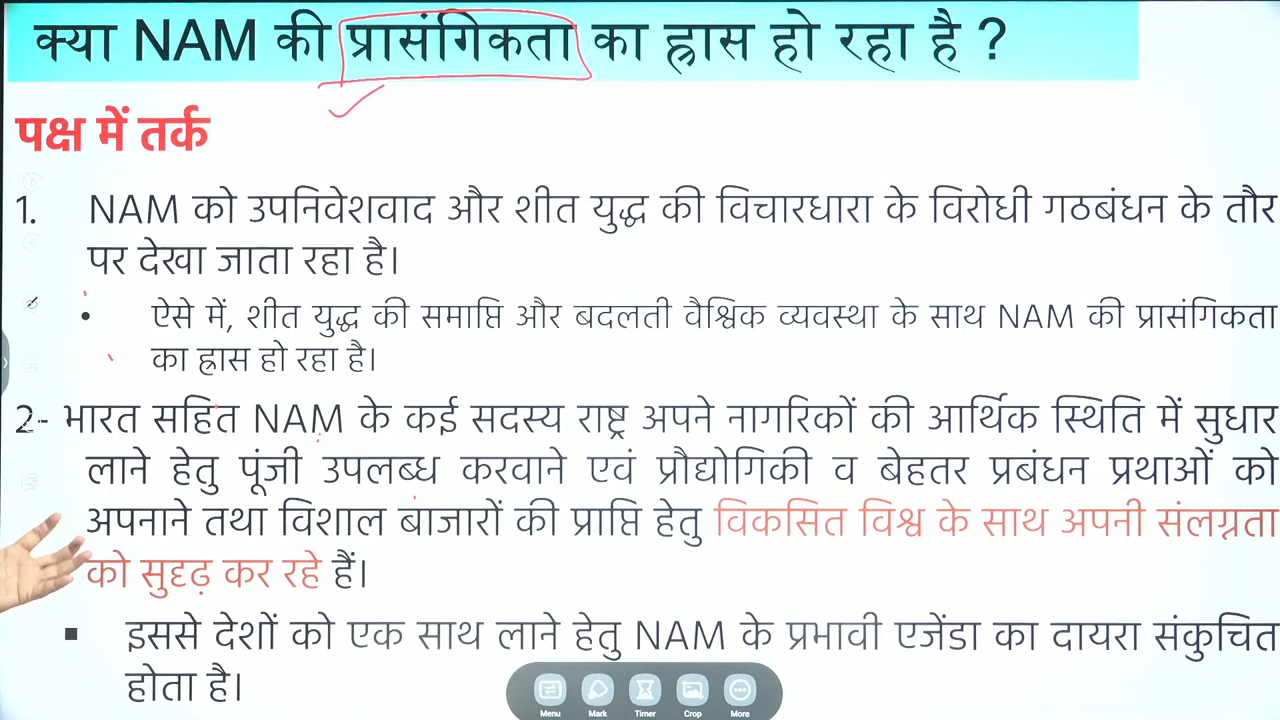 क्या NAM की प्रासंगिकता का ह्रास हो रहा है ?
पक्ष में तर्क
1. NAM को उपनिवेशवाद और शीत युद्ध की विचारधारा के विरोधी गठबंधन के तौर
पर देखा जाता रहा है।
• ऐसे में, शीत युद्ध की समाप्ति और बदलती वैश्विक व्यवस्था के साथ NAM की प्रासंगिकता
का ह्रास हो रहा है।
2- भारत सहित NAM के कई सदस्य राष्ट्र अपने नागरिकों की आर्थिक स्थिति में सुधार
लाने हेतु पूंजी उपलब्ध करवाने एवं प्रौद्योगिकी व बेहतर प्रबंधन प्रथाओं को
अपनाने तथा विशाल बाजारों की प्राप्ति हेतु विकसित विश्व के साथ अपनी संलग्नता
को सुदृढ़ कर रहे हैं।
▪ इससे देशों को एक साथ लाने हेतु NAM के प्रभावी एजेंडा का दायरा संकुचित
होता है।
Menu Mark Timer Crop More